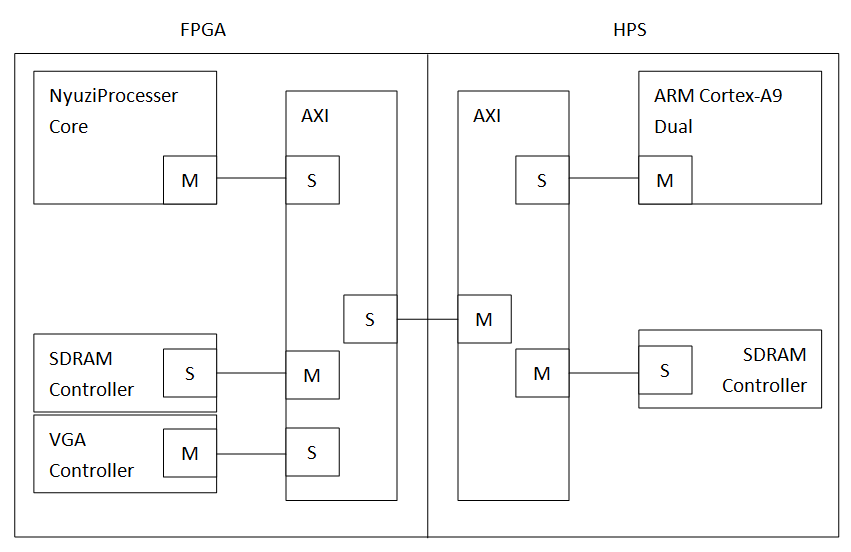 FPGA
HPS
NyuziProcesser
Core
M
AXI
S
S
SDRAM
Controller
S
M
VGA
Controller
M
S
AXI
S
M
M
ARM Cortex-A9
Dual
M
SDRAM
Controller
S